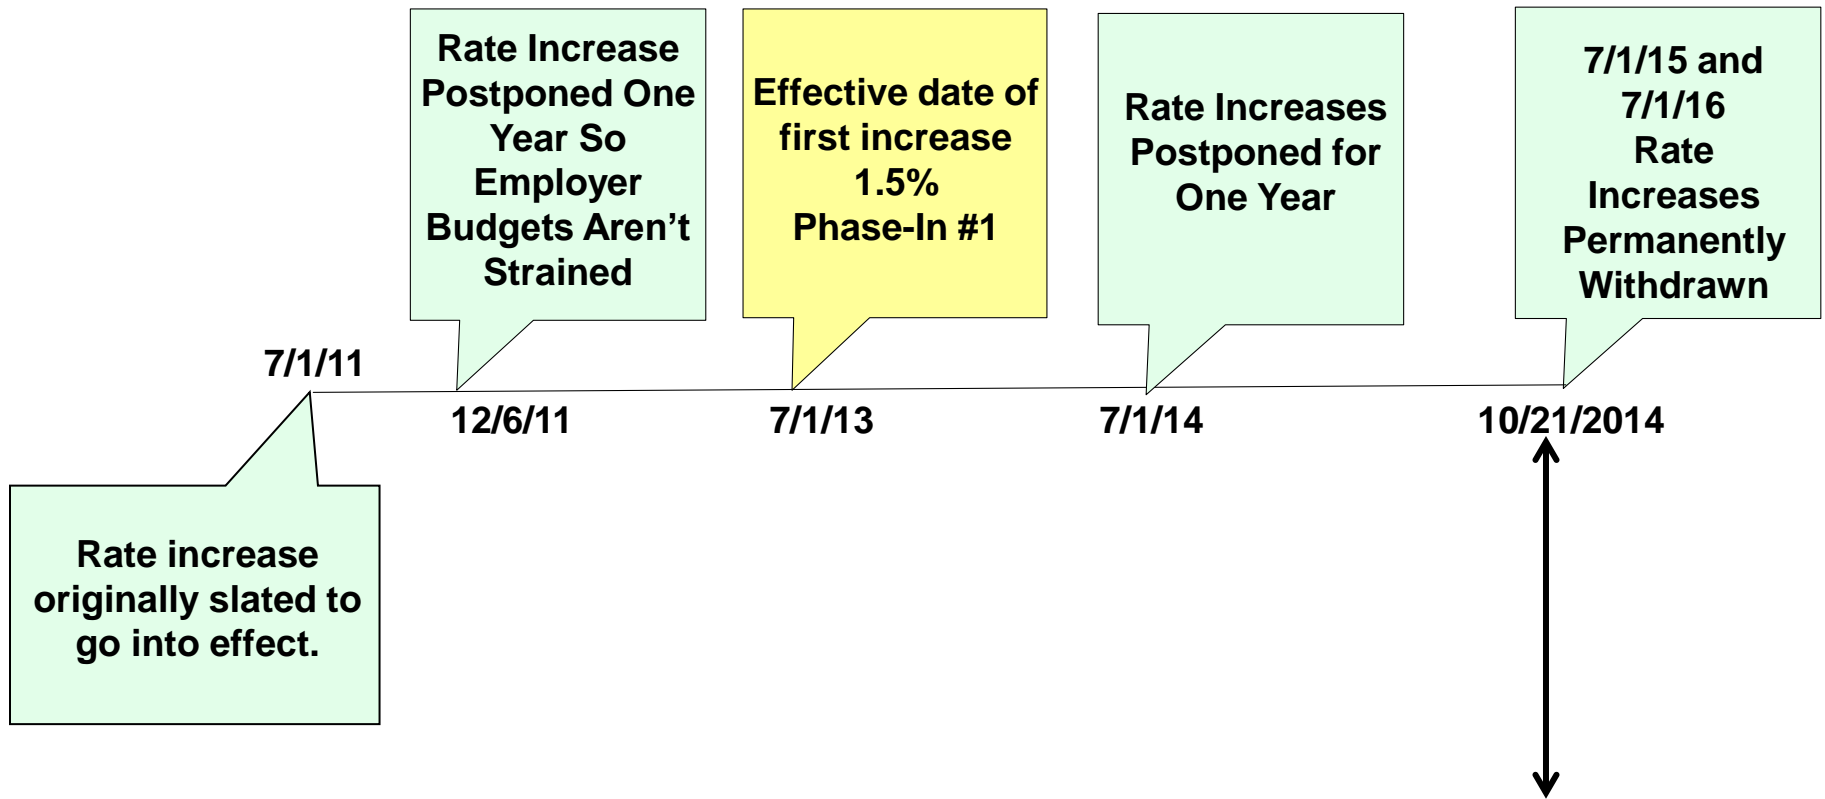 Rate Increase
Postponed One
Year So
Employer
Budgets Aren’t
Strained
Effective date of
first increase
1.5%
Phase-In #1
Rate Increases
Postponed for
One Year
7/1/15 and
7/1/16
Rate
Increases
Permanently
Withdrawn
7/1/11
12/6/11
7/1/13
7/1/14
10/21/2014
Rate increase
originally slated to
go into effect.